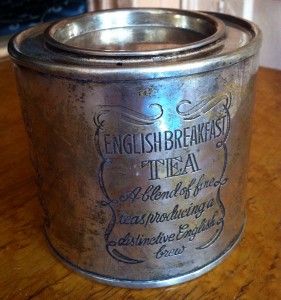 ENGLISH BREAKFAST
TEA
A blend of fine
teas producing a
distinctive English
brew